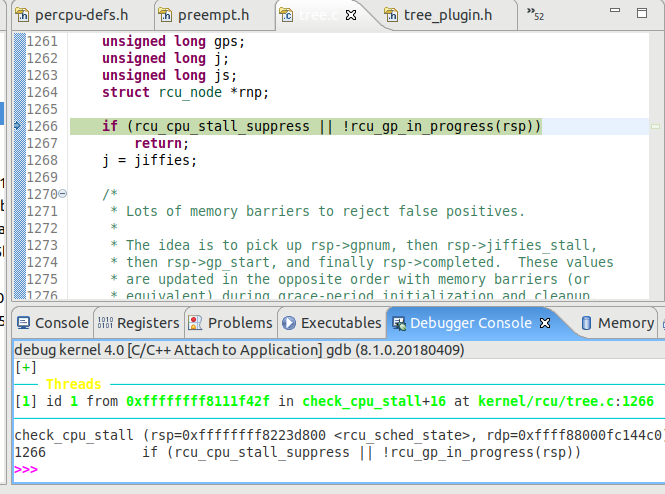 percpu-defs.h preempt.h tree.c tree_plugin.h 52
1261 unsigned long gps;
1262 unsigned long j;
1263 unsigned long js;
1264 struct rcu_node *rnp;
1265
1266 if (rcu_cpu_stall_suppress || !rcu_gp_in_progress(rsp))
1267 return;
1268 j = jiffies;
1269
1270 /*
1271 * Lots of memory barriers to reject false positives.
1272 *
1273 * The idea is to pick up rsp->gpnum, then rsp->jiffies_stall,
1274 * then rsp->gp_start, and finally rsp->completed. These values
1275 * are updated in the opposite order with memory barriers (or
1276 * equivalent) during grace-period initialization and cleanup
Console Registers Problems Executables Debugger Console Memory
debug kernel 4.0 [C/C++ Attach to Application] gdb (8.1.0.20180409)
[+]
─── Threads ───
[1] id 1 from 0xffffffff8111f42f in check_cpu_stall+16 at kernel/rcu/tree.c:1266
check_cpu_stall (rsp=0xffffffff8223d800 <rcu_sched_state>, rdp=0xffff88000fc144c0)
1266 if (rcu_cpu_stall_suppress || !rcu_gp_in_progress(rsp))
>>>